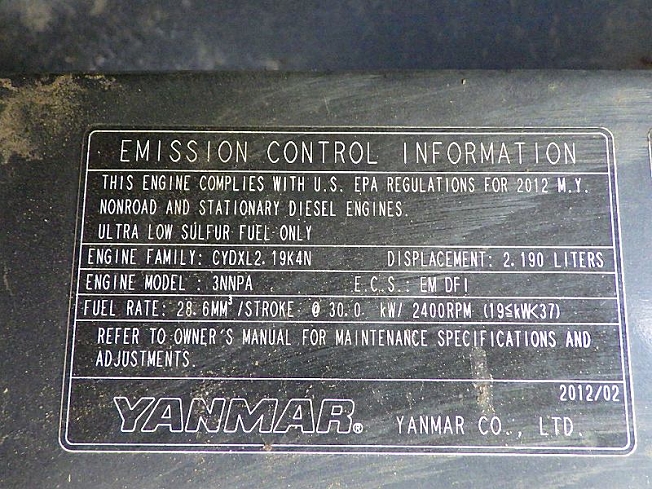 EMISSION CONTROL INFORMATION
THIS ENGINE COMPLIES WITH U.S. EPA REGULATIONS FOR 2012 M.Y.
NONROAD AND STATIONARY DIESEL ENGINES.
ULTRA LOW SULFUR FUEL ONLY
ENGINE FAMILY: CYDXL2.19K4N DISPLACEMENT: 2.190 LITERS
ENGINE MODEL : 3NNPA E.C.S.: EM DFI
FUEL RATE: 28.6MM³/STROKE @ 30.0 kW/ 2400RPM (19≤kW<37)
REFER TO OWNER'S MANUAL FOR MAINTENANCE SPECIFICATIONS AND
ADJUSTMENTS.
2012/02
YANMAR® YANMAR CO., LTD.